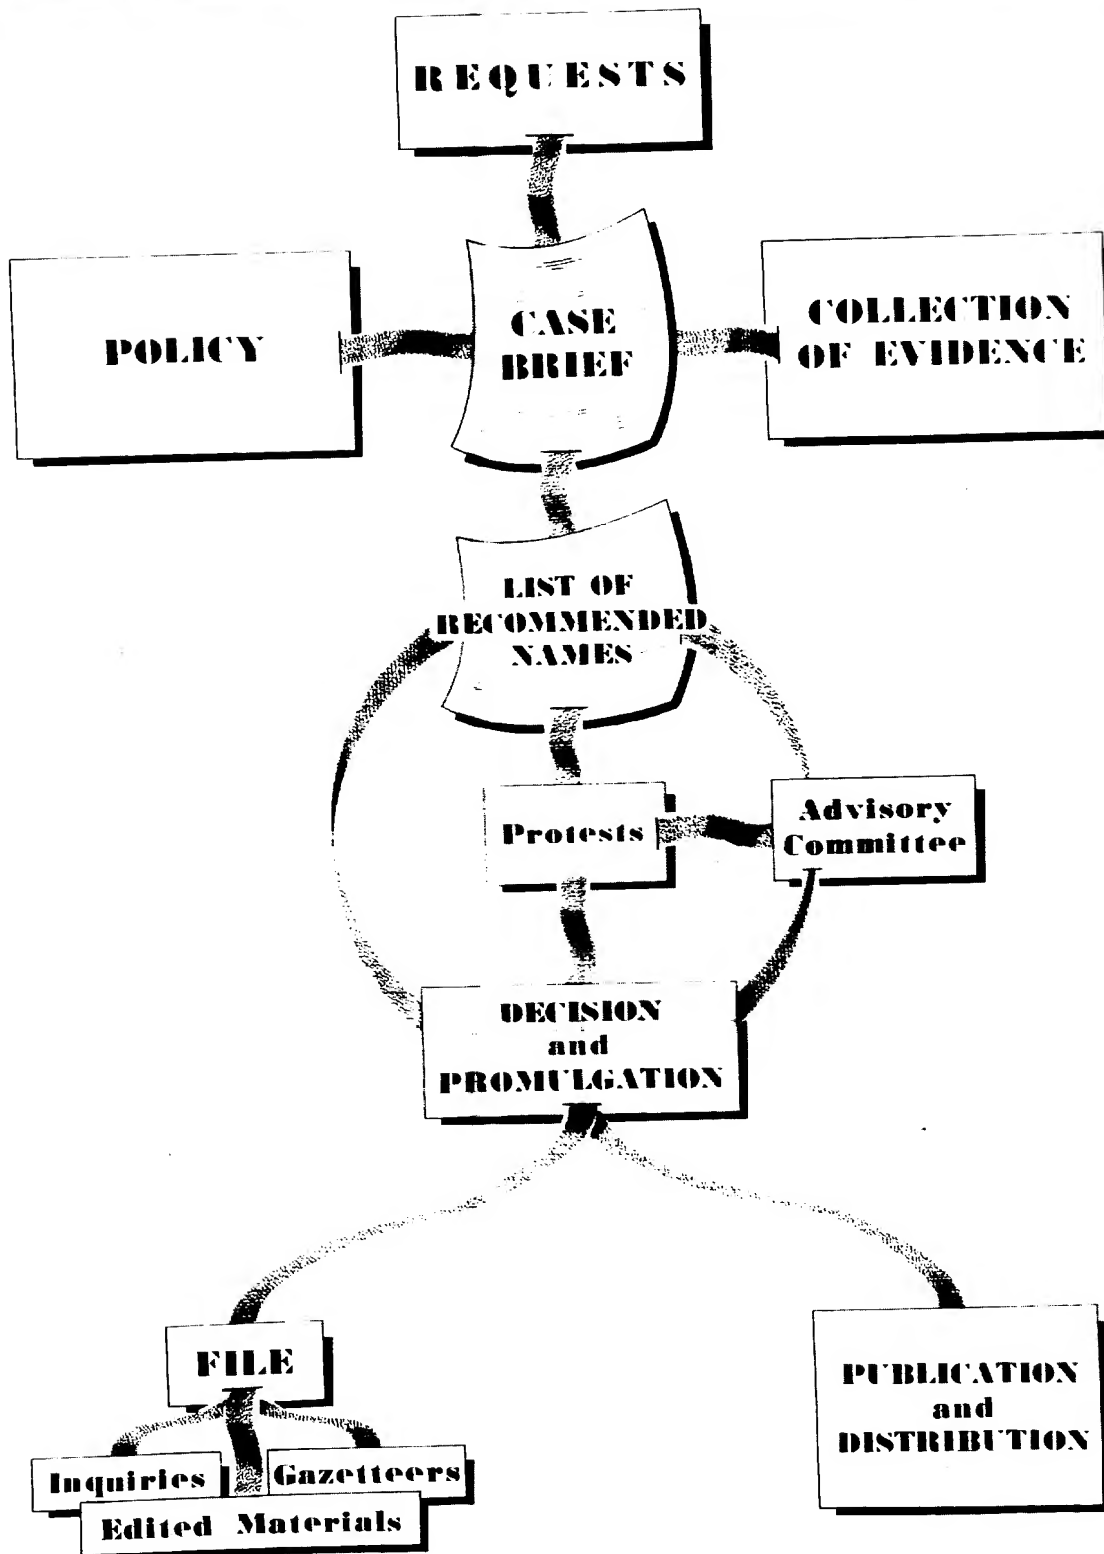 REQUESTS
POLICY
CASE
BRIEF
COLLECTION
OF EVIDENCE
LIST OF
RECOMMENDED
NAMES
Protests
Advisory
Committee
DECISION
and
PROMULGATION
FILE
Inquiries
Gazetteers
Edited Materials
PUBLICATION
and
DISTRIBUTION